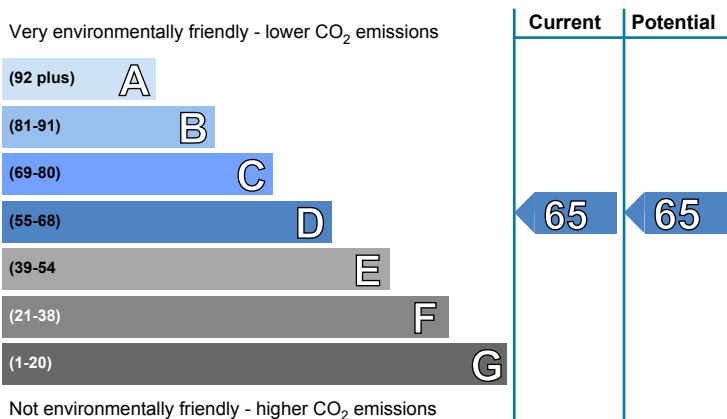 Current Potential
Very environmentally friendly - lower CO2 emissions
(92 plus) A
(81-91) B
(69-80) C
(55-68) D 65 65
(39-54 E
(21-38) F
(1-20) G
Not environmentally friendly - higher CO2 emissions